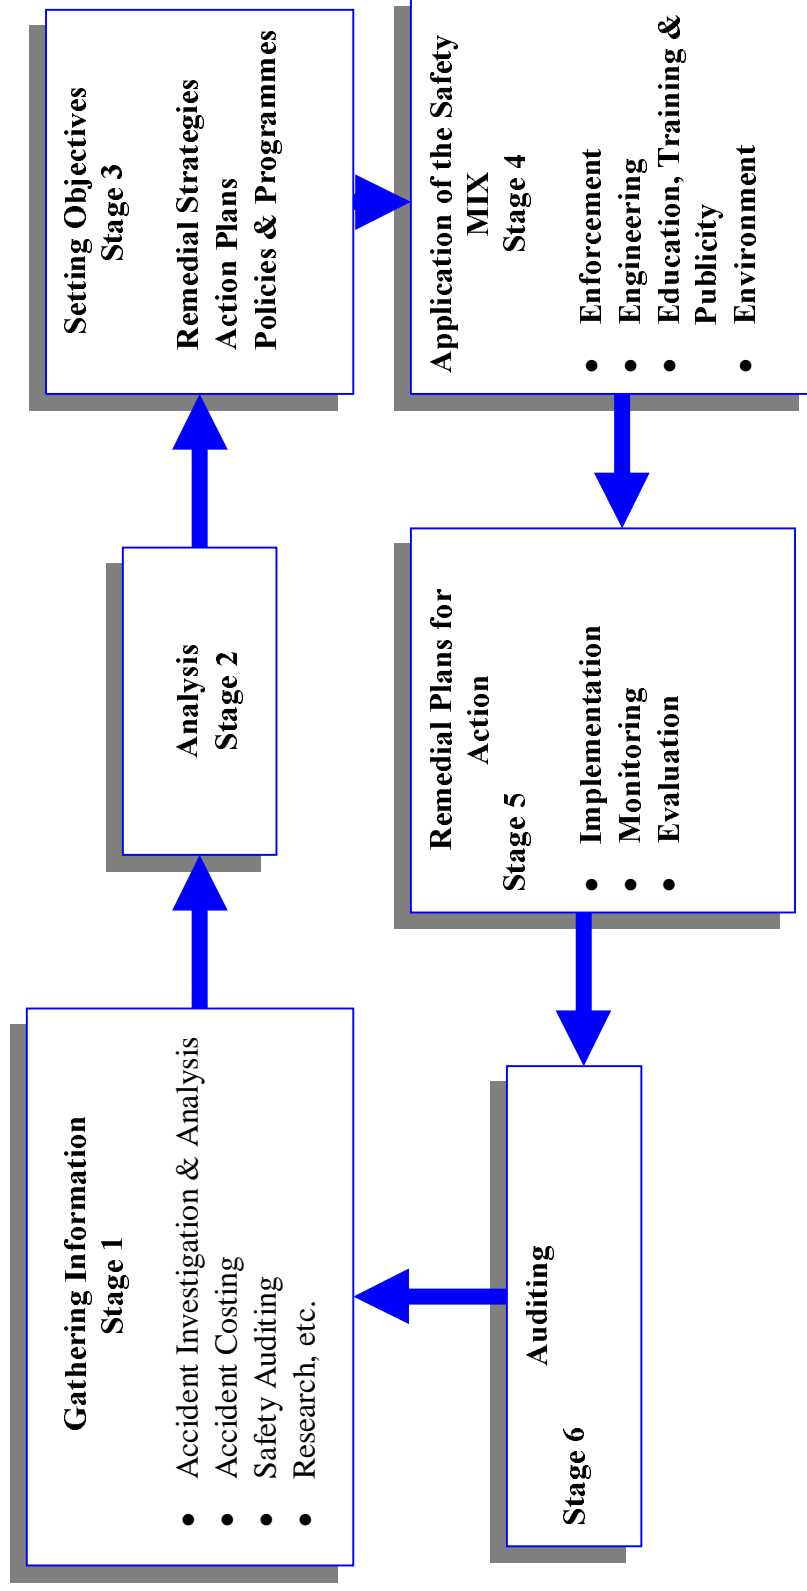 Gathering Information
Stage 1
• Accident Investigation & Analysis
• Accident Costing
• Safety Auditing
• Research, etc.
Analysis
Stage 2
Setting Objectives
Stage 3
Remedial Strategies
Action Plans
Policies & Programmes
Application of the Safety
MIX
Stage 4
• Enforcement
• Engineering
• Education, Training &
Publicity
• Environment
Remedial Plans for
Action
Stage 5
• Implementation
• Monitoring
• Evaluation
Auditing
Stage 6